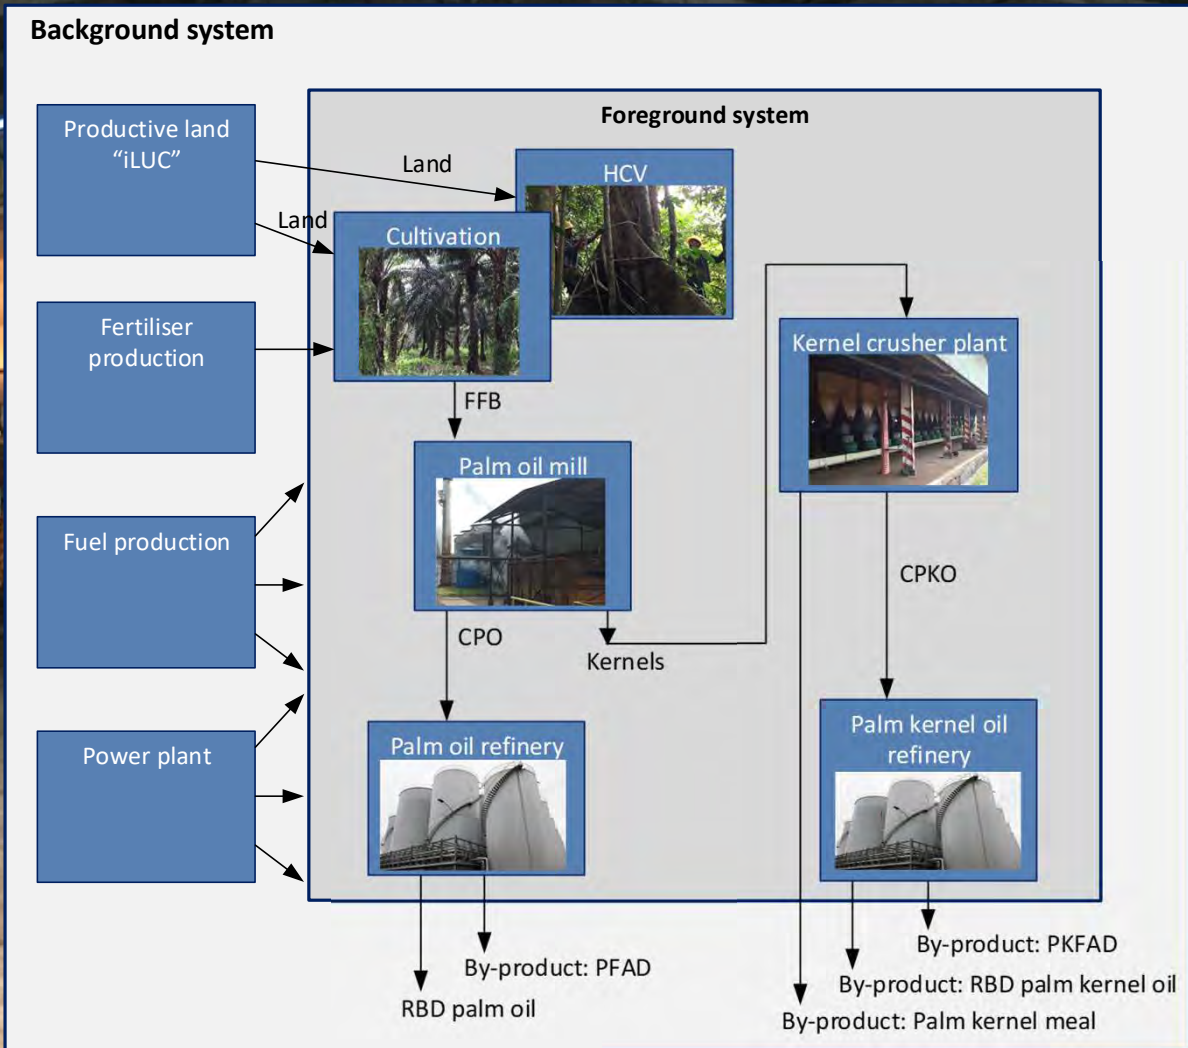 Background system
Foreground system
Productive land
“iLUC”
Land
Land
HCV
Cultivation
Fertiliser
production
Kernel crusher plant
FFB
Palm oil mill
Fuel production
CPKO
CPO
Kernels
Palm oil refinery
Palm kernel oil
refinery
Power plant
By-product: PKFAD
By-product: PFAD
By-product: RBD palm kernel oil
RBD palm oil
By-product: Palm kernel meal